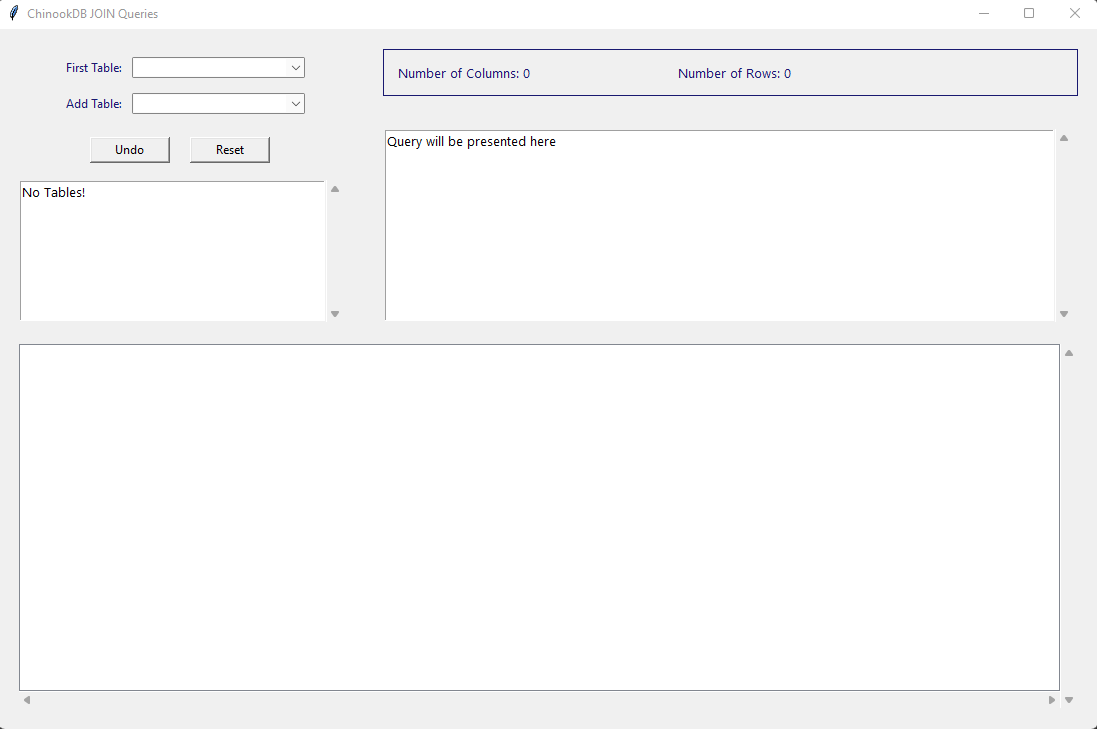 ChinookDB JOIN Queries
First Table:
Add Table:
Undo Reset
No Tables!
Number of Columns: 0 Number of Rows: 0
Query will be presented here